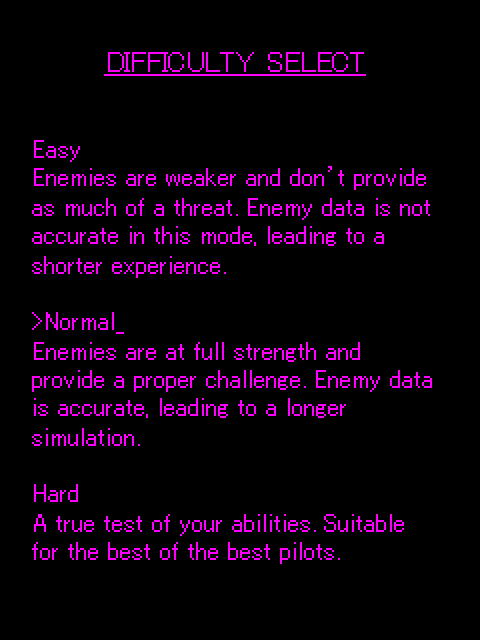 DIFFICULTY SELECT
Easy
Enemies are weaker and don't provide
as much of a threat. Enemy data is not
accurate in this mode, leading to a
shorter experience.
>Normal_
Enemies are at full strength and
provide a proper challenge. Enemy data
is accurate, leading to a longer
simulation.
Hard
A true test of your abilities. Suitable
for the best of the best pilots.